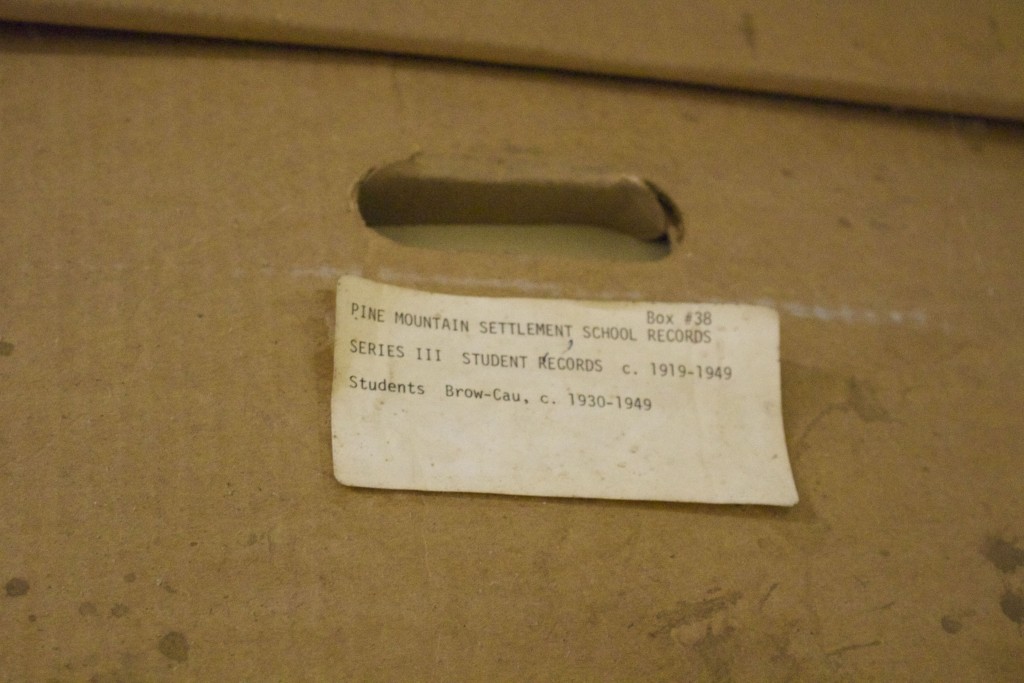 Box #38
PINE MOUNTAIN SETTLEMENT SCHOOL RECORDS
SERIES III STUDENT RECORDS c. 1919-1949
Students Brow-Cau, c. 1930-1949